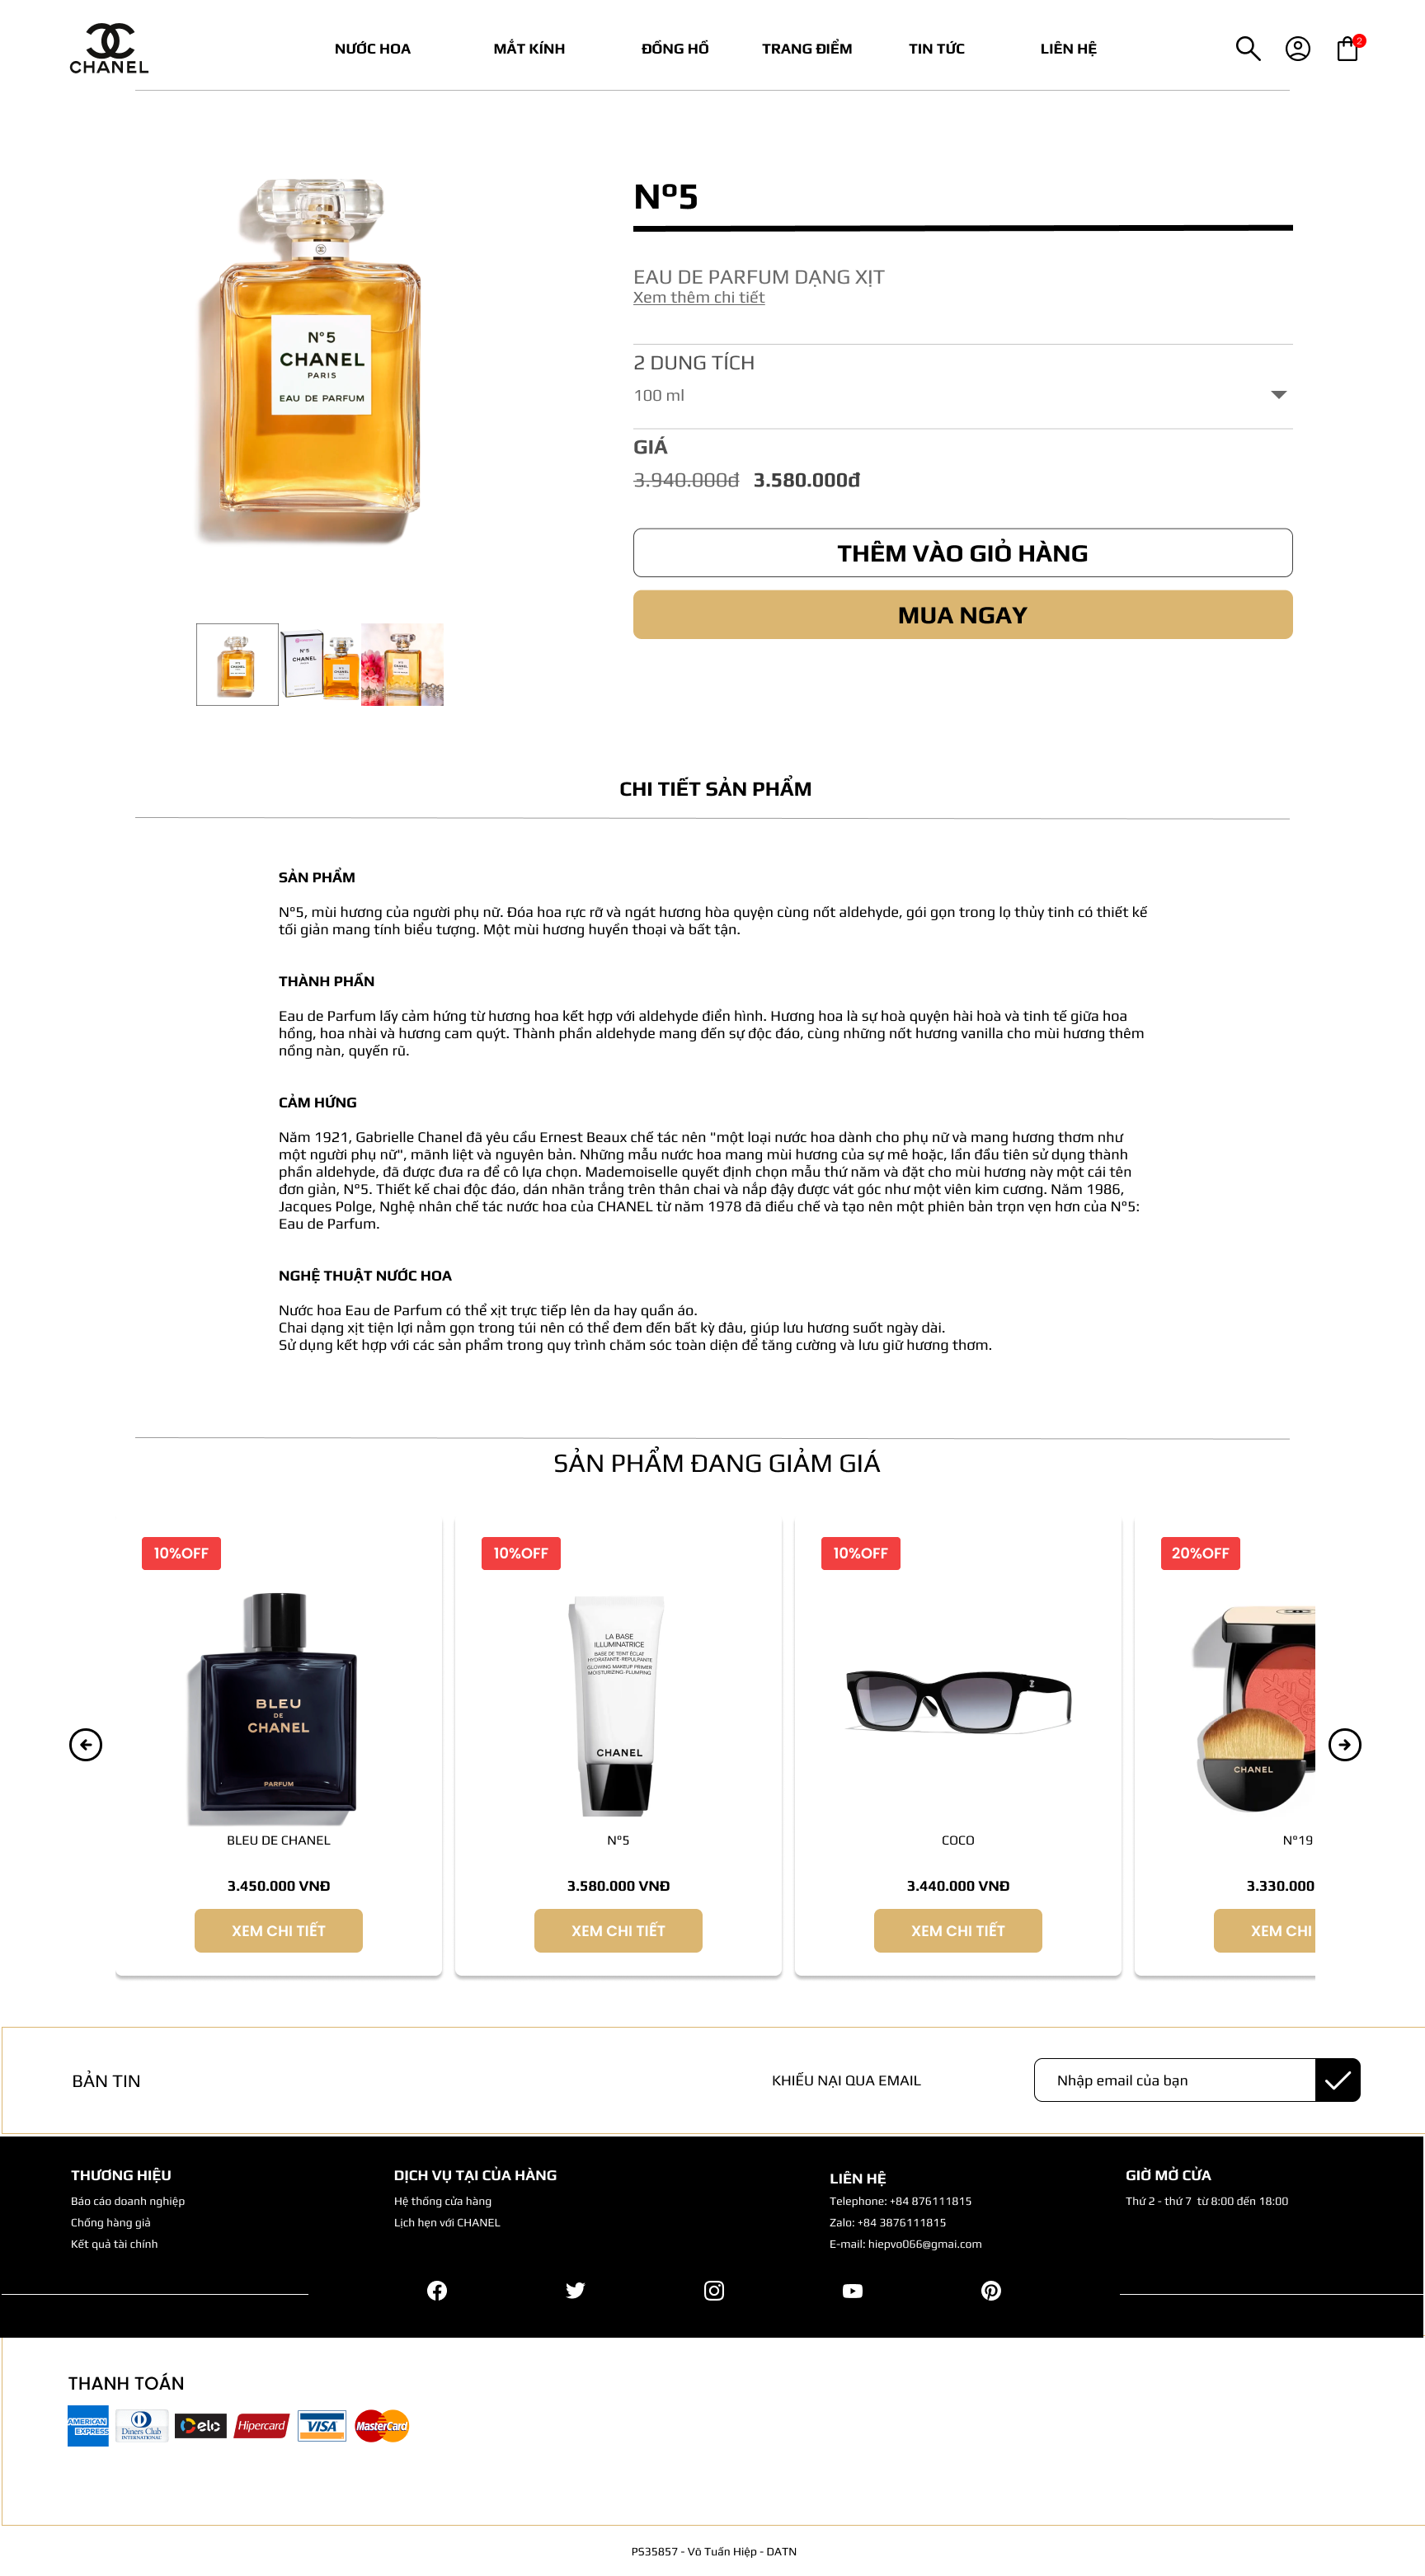 CHANEL
NƯỚC HOA
MẮT KÍNH
ĐỒNG HỒ
TRANG ĐIỂM
TIN TỨC
LIÊN HỆ
2
N°5
CHANEL
PARIS
EAU DE PARFUM
N°5
EAU DE PARFUM DẠNG XỊT
Xem thêm chi tiết
2 DUNG TÍCH
100 ml
GIÁ
3.940.000đ 3.580.000đ
THÊM VÀO GIỎ HÀNG
MUA NGAY
N°5
CHANEL
CHI TIẾT SẢN PHẨM
SẢN PHẨM
N°5, mùi hương của người phụ nữ. Đóa hoa rực rỡ và ngát hương hòa quyện cùng nốt aldehyde, gói gọn trong lọ thủy tinh có thiết kế
tối giản mang tính biểu tượng. Một mùi hương huyền thoại và bất tận.
THÀNH PHẦN
Eau de Parfum lấy cảm hứng từ hương hoa kết hợp với aldehyde điển hình. Hương hoa là sự hoà quyện hài hoà và tinh tế giữa hoa
hồng, hoa nhài và hương cam quýt. Thành phần aldehyde mang đến sự độc đáo, cùng những nốt hương vanilla cho mùi hương thêm
nồng nàn, quyến rũ.
CẢM HỨNG
Năm 1921, Gabrielle Chanel đã yêu cầu Ernest Beaux chế tác nên "một loại nước hoa dành cho phụ nữ và mang hương thơm như
một người phụ nữ", mãnh liệt và nguyên bản. Những mẫu nước hoa mang mùi hương của sự mê hoặc, lần đầu tiên sử dụng thành
phần aldehyde, đã được đưa ra để cô lựa chọn. Mademoiselle quyết định chọn mẫu thứ năm và đặt cho mùi hương này một cái tên
đơn giản, N°5. Thiết kế chai độc đáo, dán nhân trắng trên thân chai và nắp đậy được vát góc như một viên kim cương. Năm 1986,
Jacques Polge, Nghệ nhân chế tác nước hoa của CHANEL từ năm 1978 đã điều chế và tạo nên một phiên bản trọn vẹn hơn của N°5:
Eau de Parfum.
NGHỆ THUẬT NƯỚC HOA
Nước hoa Eau de Parfum có thể xịt trực tiếp lên da hay quần áo.
Chai dạng xịt tiện lợi nằm gọn trong túi nên có thể đem đến bất kỳ đâu, giúp lưu hương suốt ngày dài.
Sử dụng kết hợp với các sản phẩm trong quy trình chăm sóc toàn diện để tăng cường và lưu giữ hương thơm.
SẢN PHẨM ĐANG GIẢM GIÁ
10%OFF
10%OFF
10%OFF
20%OFF
BLEU
DE
CHANEL
PARFUM
LA BASE
ILLUMINATRICE
BASE DE TEINT ÉCLAT
HYDRATANTE-REPULPANTE
GLOWING MAKEUP PRIMER
MOISTURIZING-PLUMPING
CHANEL
CHANEL
BLEU DE CHANEL
N°5
COCO
N°19
3.450.000 VNĐ
3.580.000 VNĐ
3.440.000 VNĐ
3.330.000
XEM CHI TIẾT
XEM CHI TIẾT
XEM CHI TIẾT
XEM CHI
BẢN TIN
KHIẾU NẠI QUA EMAIL
Nhập email của bạn
THƯƠNG HIỆU
Báo cáo doanh nghiệp
Chống hàng giả
Kết quả tài chính
DỊCH VỤ TẠI CỦA HÀNG
Hệ thống cửa hàng
Lịch hẹn với CHANEL
LIÊN HỆ
Telephone: +84 876111815
Zalo: +84 3876111815
E-mail: hiepvo066@gmai.com
GIỜ MỞ CỬA
Thứ 2 - thứ 7 từ 8:00 đến 18:00
THANH TOÁN
AMERICAN EXPRESS
Diners Club INTERNATIONAL
elo
Hipercard
VISA
MasterCard
PS35857 - Võ Tuấn Hiệp - DATN